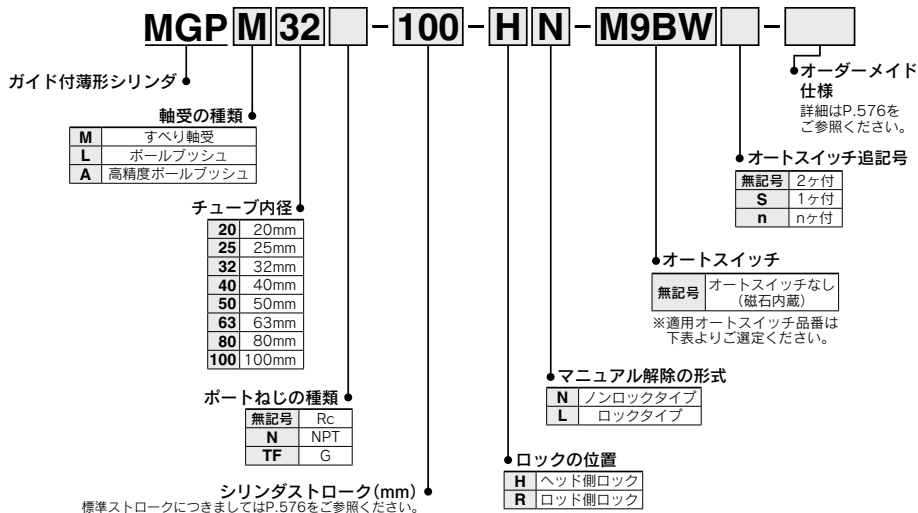 MGP M 32 - 100 - H N - M9BW -
ガイド付薄形シリンダ
軸受の種類
M すべり軸受
L ボールブッシュ
A 高精度ボールブッシュ
チューブ内径
20 20mm
25 25mm
32 32mm
40 40mm
50 50mm
63 63mm
80 80mm
100 100mm
ポートねじの種類
無記号 Rc
N NPT
TF G
シリンダストローク(mm)
標準ストロークにつきましてはP.576をご参照ください。
ロックの位置
H ヘッド側ロック
R ロッド側ロック
マニュアル解除の形式
N ノンロックタイプ
L ロックタイプ
オートスイッチ
無記号 オートスイッチなし
(磁石内蔵)
※適用オートスイッチ品番は
下表よりご選定ください。
オートスイッチ追記号
無記号 2ヶ付
S 1ヶ付
n nヶ付
オーダーメイド
仕様
詳細はP.576を
ご参照ください。